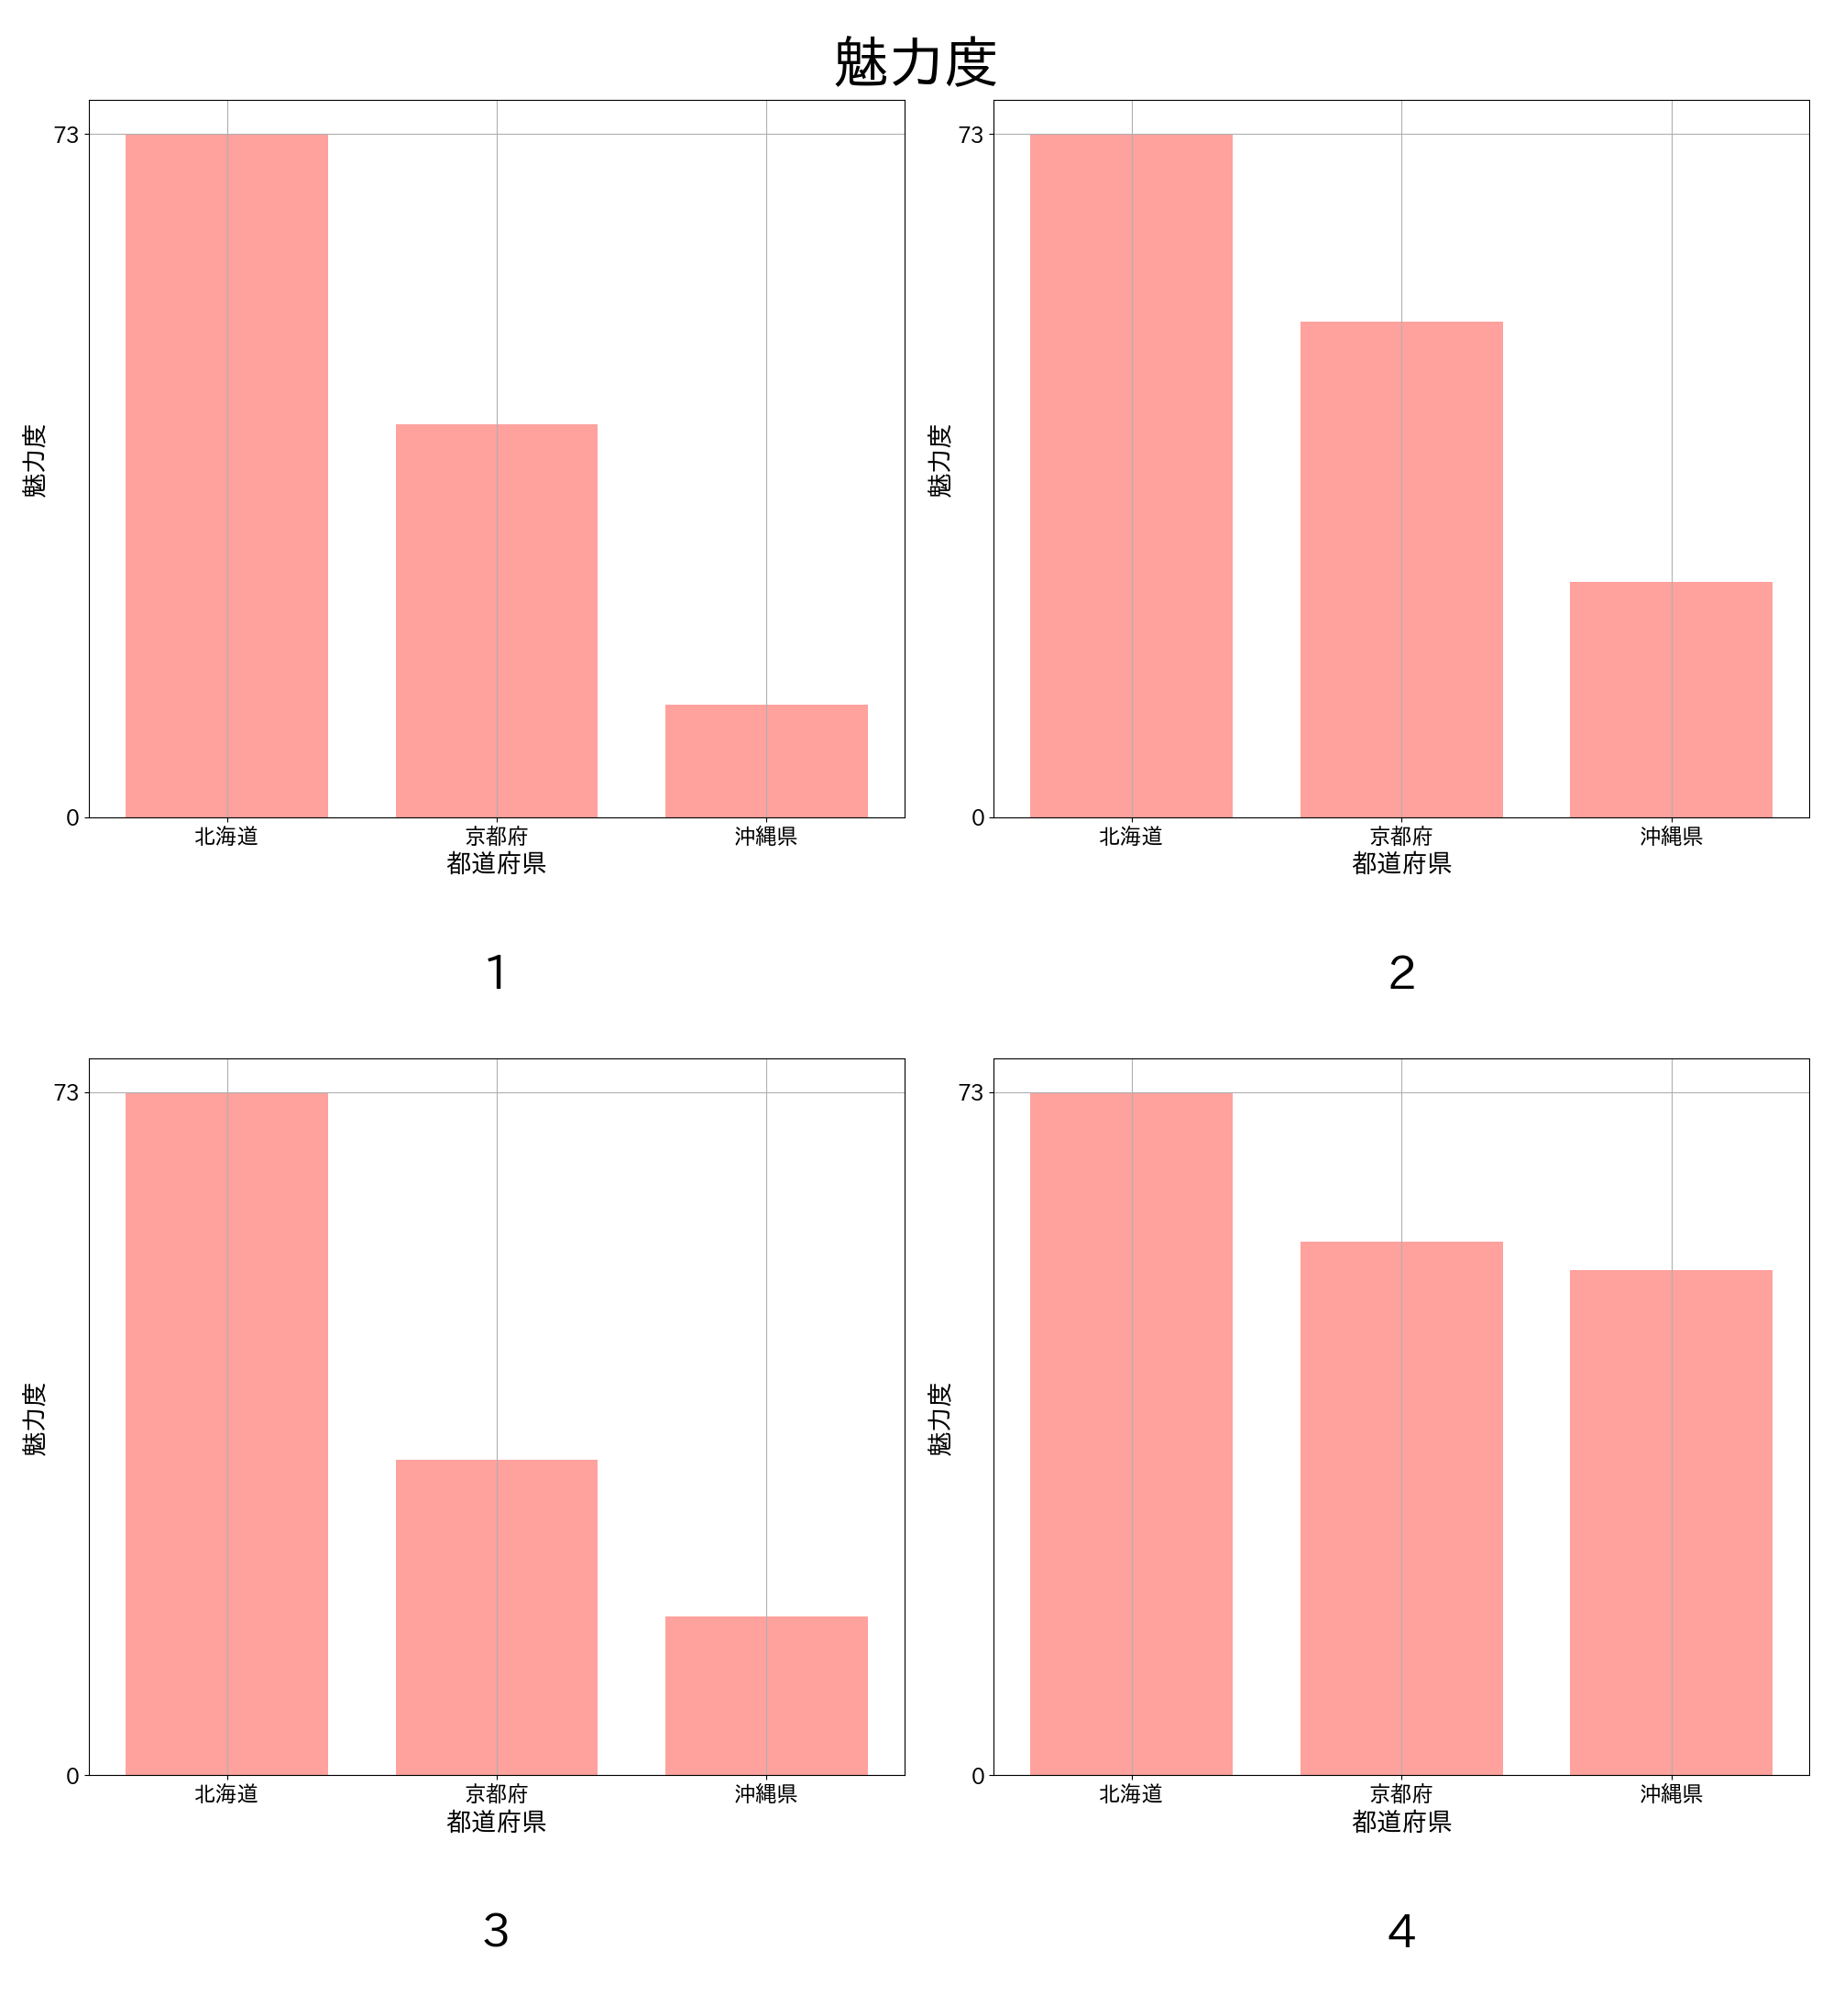 魅力度
73
魅力度
0
北海道 京都府 沖縄県
都道府県
1
73
魅力度
0
北海道 京都府 沖縄県
都道府県
2
73
魅力度
0
北海道 京都府 沖縄県
都道府県
3
73
魅力度
0
北海道 京都府 沖縄県
都道府県
4